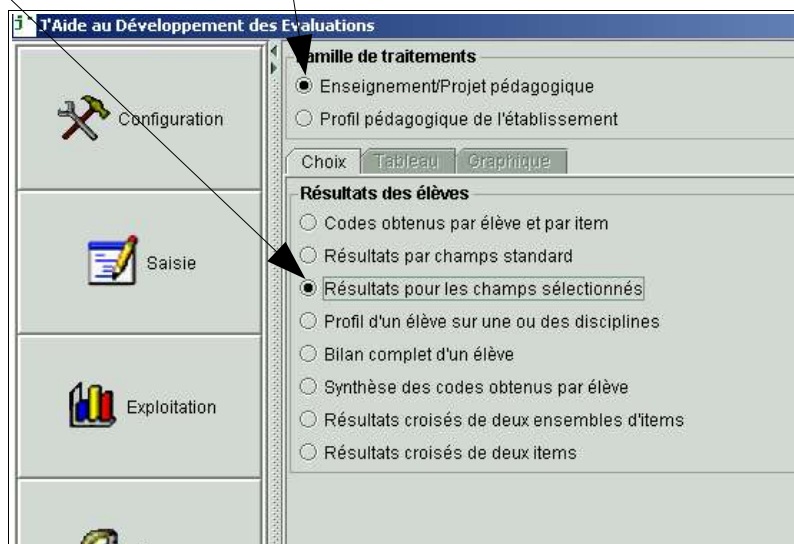 J'Aide au Développement des Evaluations
Configuration
Saisie
Exploitation
Famille de traitements
Enseignement/Projet pédagogique
Profil pédagogique de l'établissement
Choix Tableau Graphique
Résultats des élèves
Codes obtenus par élève et par item
Résultats par champs standard
Résultats pour les champs sélectionnés
Profil d'un élève sur une ou des disciplines
Bilan complet d'un élève
Synthèse des codes obtenus par élève
Résultats croisés de deux ensembles d'items
Résultats croisés de deux items